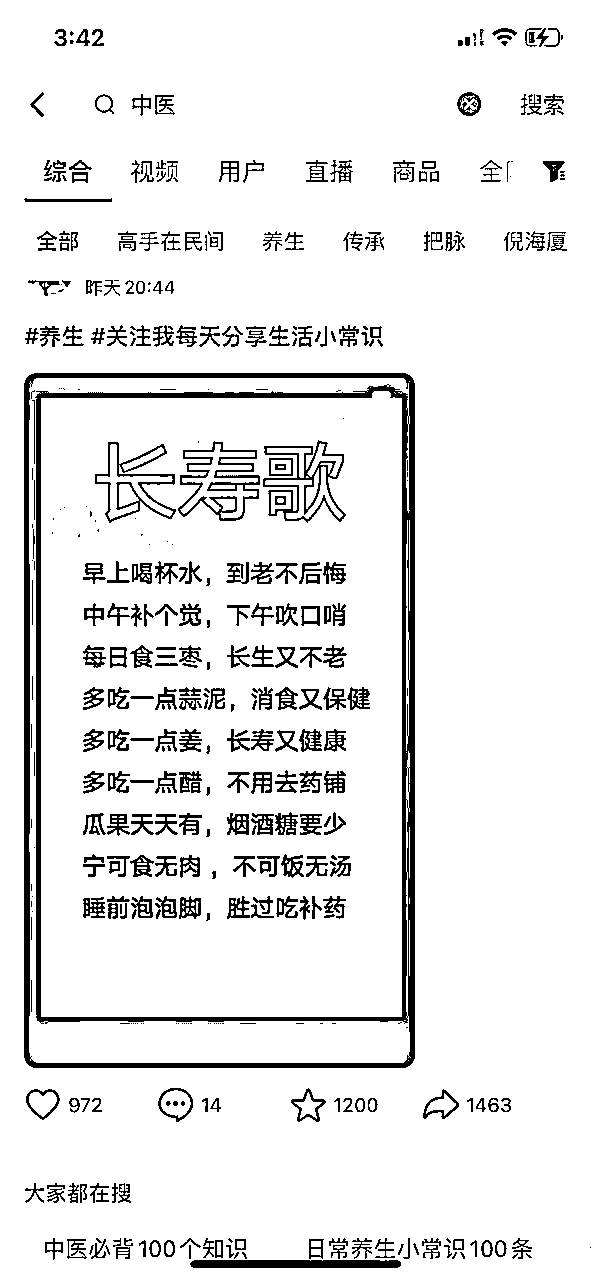 3:42
中医 搜索
综合 视频 用户 直播 商品
全部 高手在民间 养生 传承 把脉 倪海厦
昨天20:44
#养生 #关注我每天分享生活小常识
长寿歌
早上喝杯水，到老不后悔
中午补个觉，下午吹口哨
每日食三枣，长生又不老
多吃一点蒜泥，消食又保健
多吃一点姜，长寿又健康
多吃一点醋，不用去药铺
瓜果天天有，烟酒糖要少
宁可食无肉，不可饭无汤
睡前泡泡脚，胜过吃补药
972 14 1200 1463
大家都在搜
中医必背100个知识 日常养生小常识100条